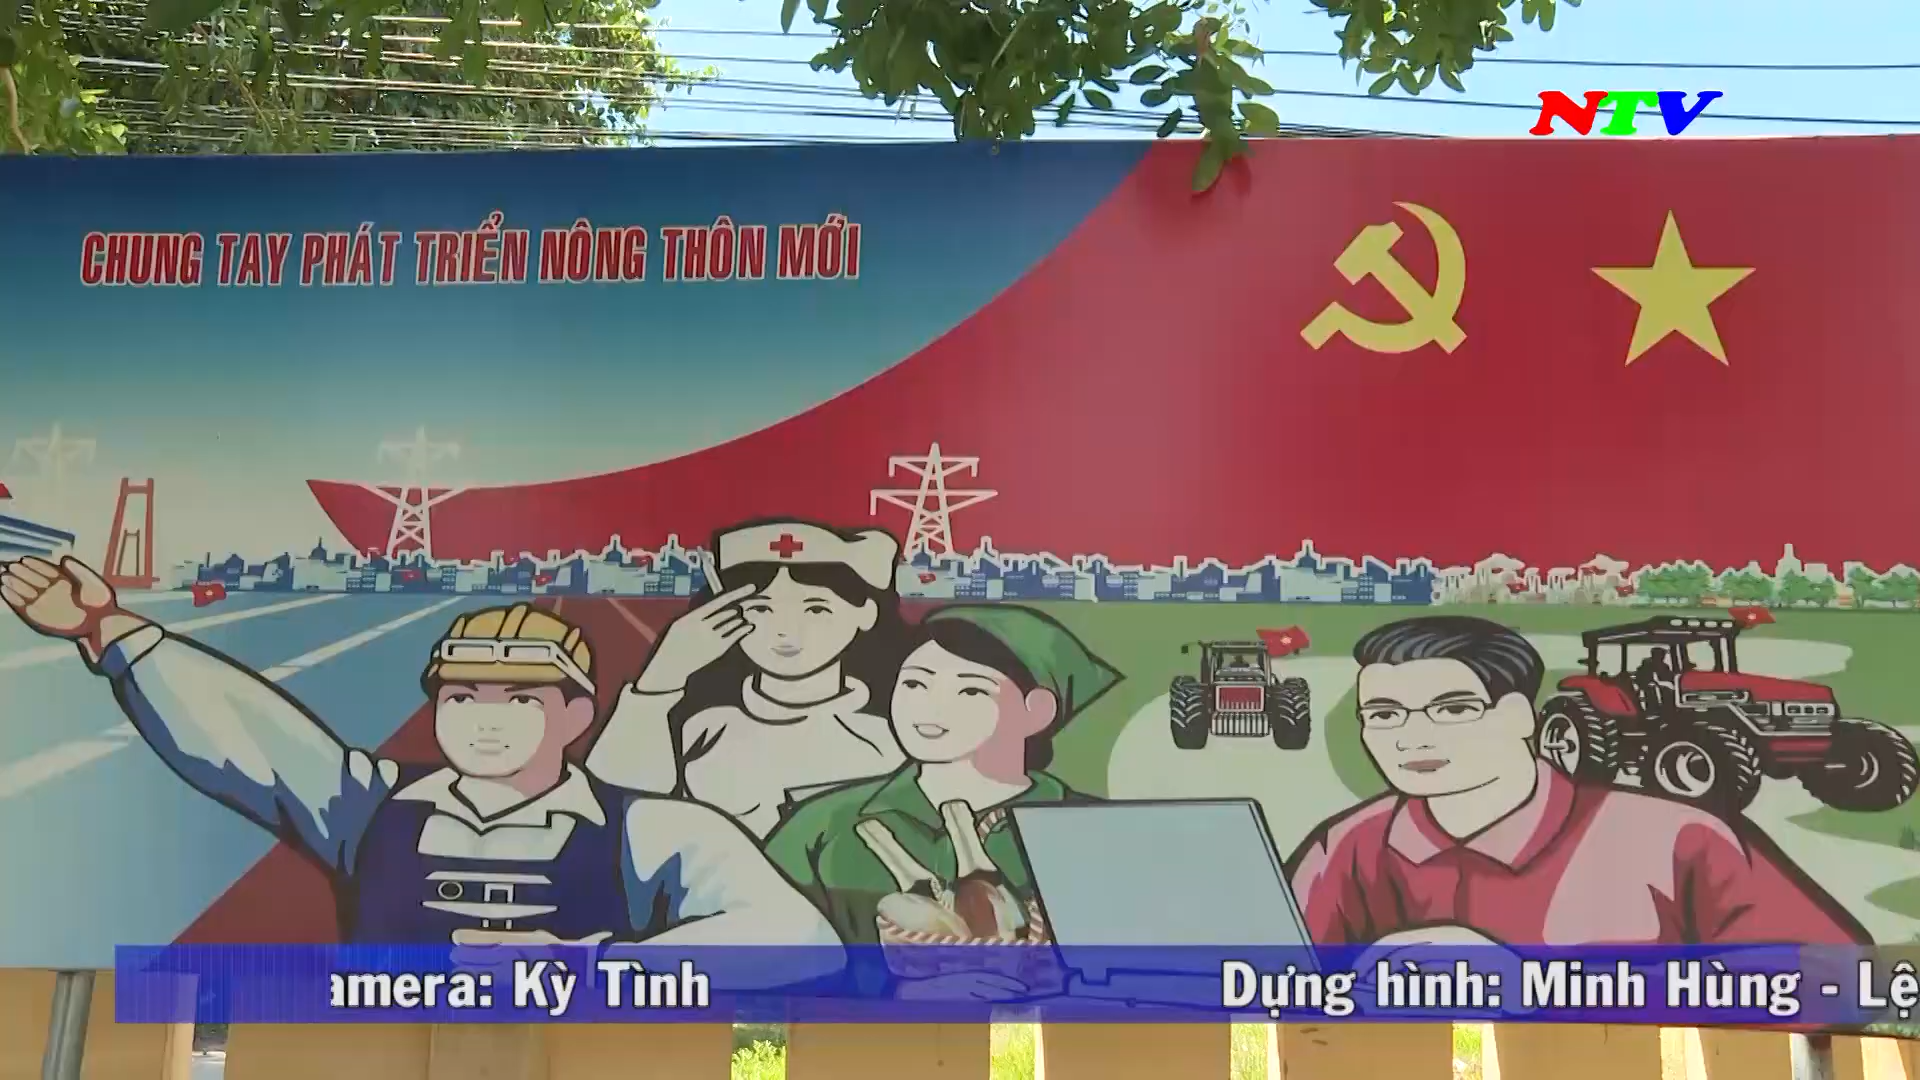 NTV
CHUNG TAY PHÁT TRIỂN NÔNG THÔN MỚI
amera: Kỳ Tình
Dựng hình: Minh Hùng - Lệ